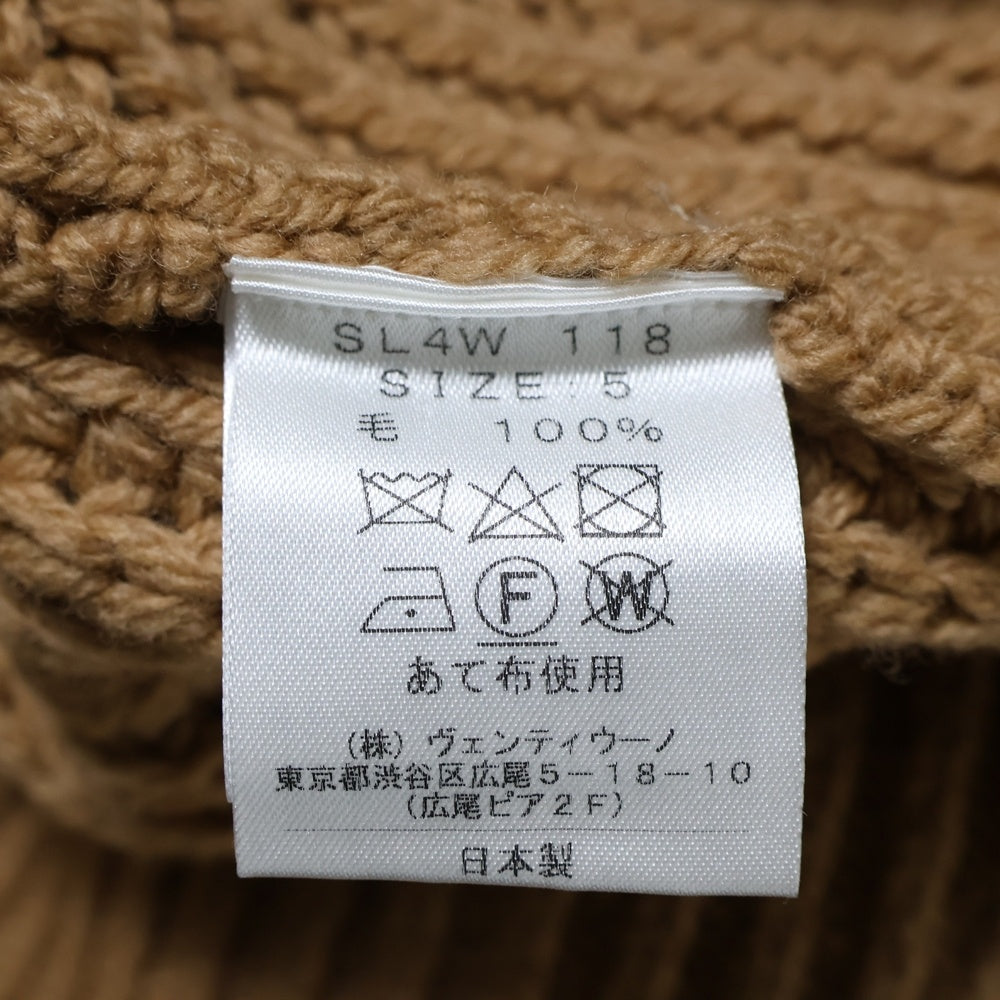 SL4W 118
SIZE:5
毛 100%
F W
あて布使用
(株) ヴェンティウーノ
東京都渋谷区広尾5-18-10
(広尾ピア2F)
日本製